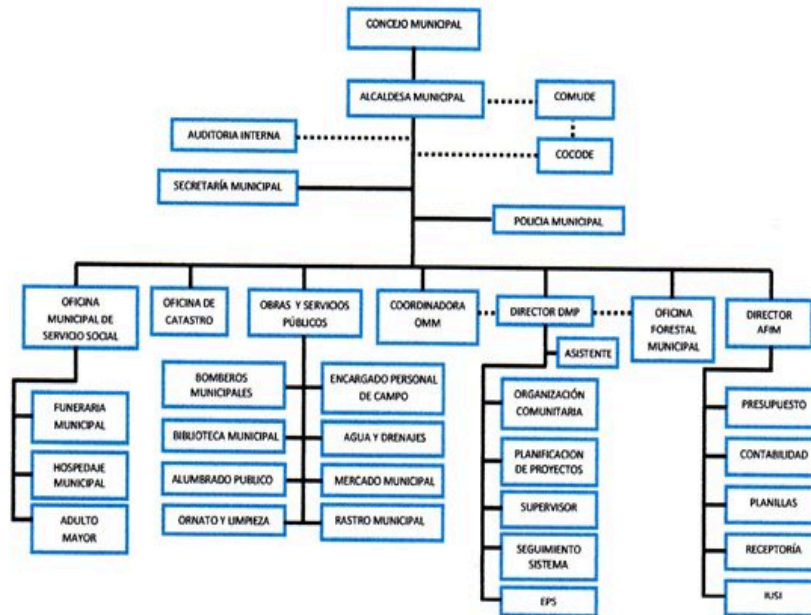 CONCEJO MUNICIPAL
ALCALDESA MUNICIPAL
COMUDE
AUDITORIA INTERNA
COCODE
SECRETARÍA MUNICIPAL
POLICIA MUNICIPAL
OFICINA
MUNICIPAL DE
SERVICIO SOCIAL
OFICINA DE
CATASTRO
OBRAS Y SERVICIOS
PÚBLICOS
COORDINADORA
OMM
DIRECTOR DMP
OFICINA
FORESTAL
MUNICIPAL
DIRECTOR
AFIM
ASISTENTE
FUNERARIA
MUNICIPAL
HOSPEDAJE
MUNICIPAL
ADULTO
MAYOR
BOMBEROS
MUNICIPALES
ENCARGADO PERSONAL
DE CAMPO
BIBLIOTECA MUNICIPAL
AGUA Y DRENAJES
ALUMBRADO PUBLICO
MERCADO MUNICIPAL
ORNATO Y LIMPIEZA
RASTRO MUNICIPAL
ORGANIZACIÓN
COMUNITARIA
PLANIFICACION
DE PROYECTOS
SUPERVISOR
SEGUIMIENTO
SISTEMA
EPS
PRESUPUESTO
CONTABILIDAD
PLANILLAS
RECEPTORÍA
IUSI